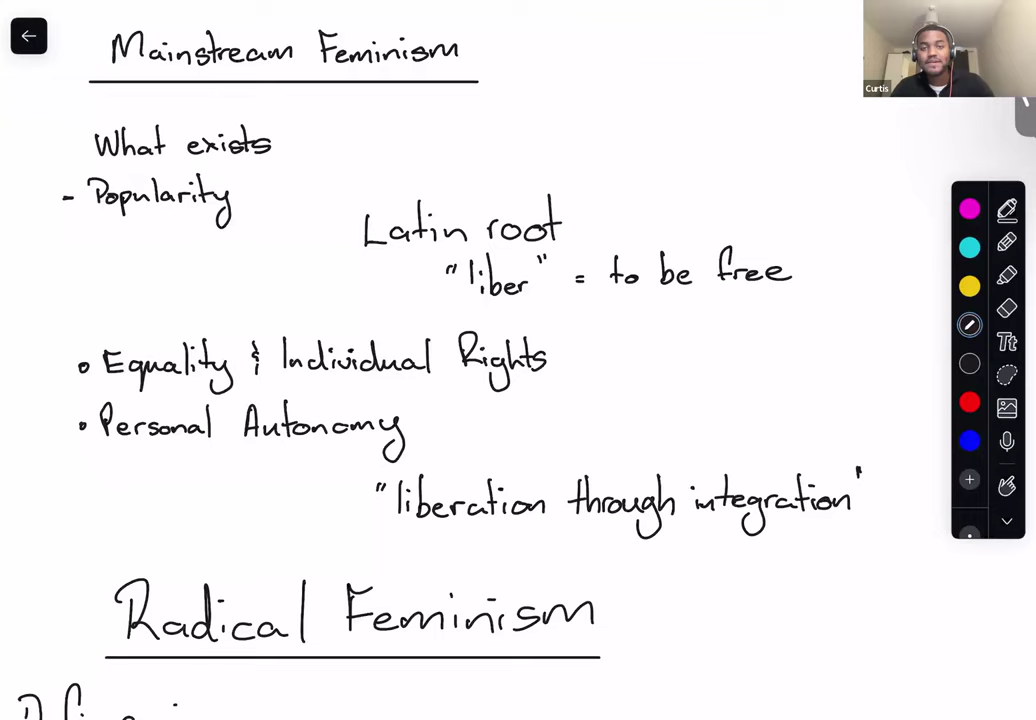 Mainstream Feminism
Curtis
What exists
- Popularity
Latin root
"liber" = to be free
• Equality & Individual Rights
• Personal Autonomy
"liberation through integration"
Radical Feminism
Tt